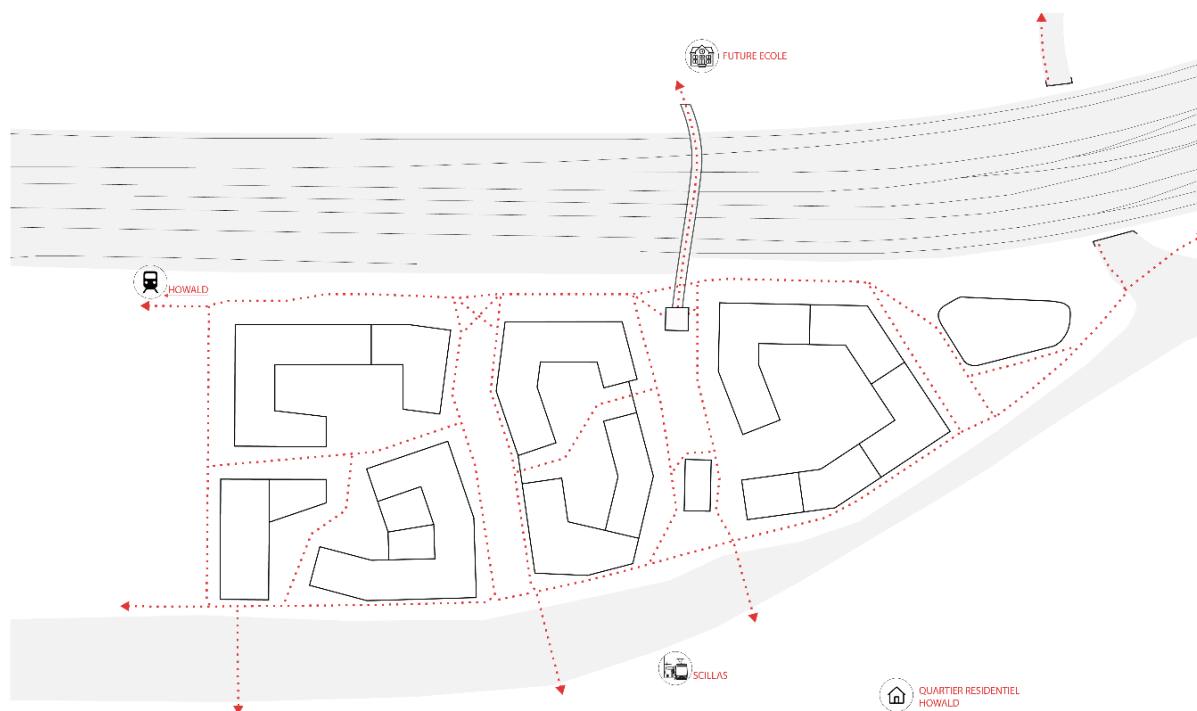 FUTURE ECOLE
HOWALD
SCILLAS
QUARTIER RESIDENTIEL
HOWALD